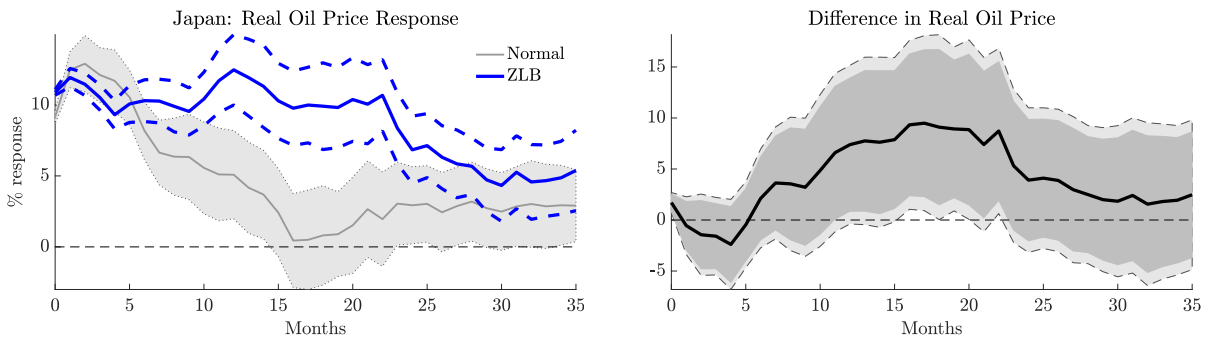 Japan: Real Oil Price Response
% response
10
5
0
Normal
ZLB
0 5 10 15 20 25 30 35
Months
Difference in Real Oil Price
15
10
5
0
-5
0 5 10 15 20 25 30 35
Months